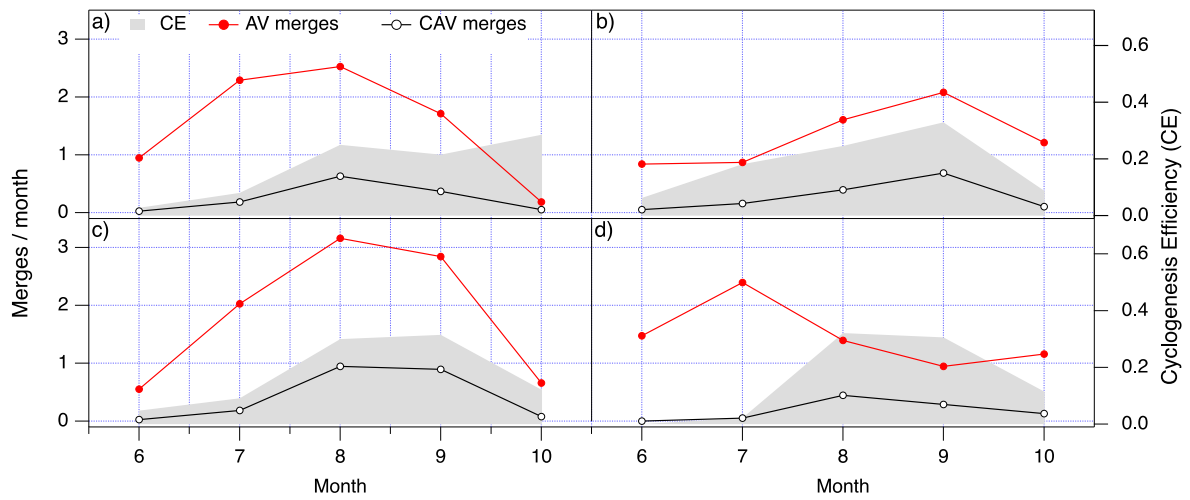 a)
CE
AV merges
CAV merges
b)
3
2
1
0
0.6
0.4
0.2
0.0
c)
d)
3
2
1
0
0.6
0.4
0.2
0.0
Merges / month
Cyclogenesis Efficiency (CE)
6 7 8 9 10
6 7 8 9 10
Month
Month